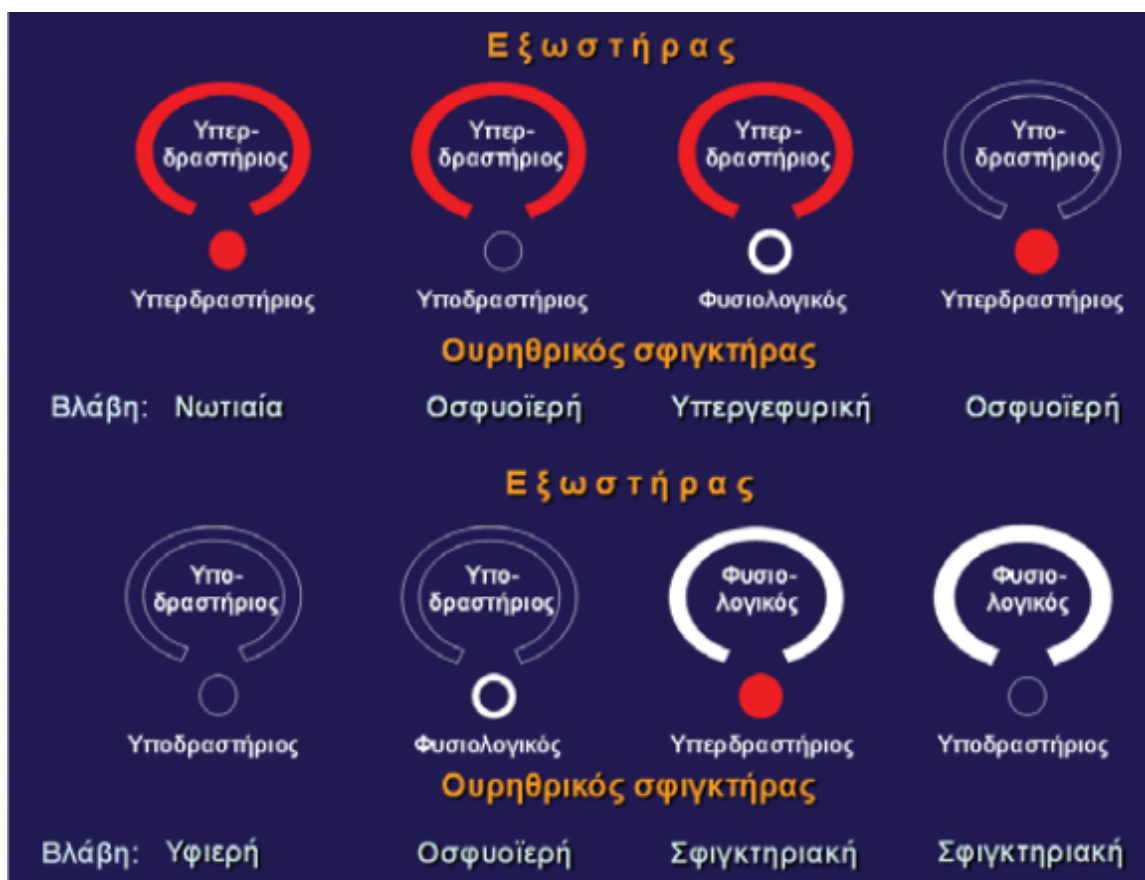 Εξωστήρας
Υπερ- Υπερ- Υπερ- Υπο-
δραστήριος δραστήριος δραστήριος δραστήριος
Υπερδραστήριος Υποδραστήριος Φυσιολογικός Υπερδραστήριος
Ουρηθρικός σφιγκτήρας
Βλάβη: Νωτιαία Οσφυοϊερή Υπεργεφυρική Οσφυοϊερή
Εξωστήρας
Υπο- Υπο- Φυσιο- Φυσιο-
δραστήριος δραστήριος λογικός λογικός
Υποδραστήριος Φυσιολογικός Υπερδραστήριος Υποδραστήριος
Ουρηθρικός σφιγκτήρας
Βλάβη: Υφιερή Οσφυοϊερή Σφιγκτηριακή Σφιγκτηριακή